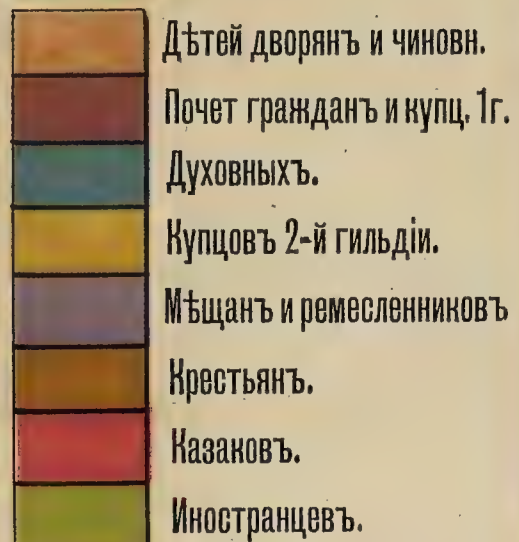 Дѣтей дворянъ и чиновн.
Почет гражданъ и купц. 1г.
Духовныхъ.
Купцовъ 2-й гильдіи.
Мѣщанъ и ремесленниковъ
Крестьянъ.
Казаковъ.
Иностранцевъ.